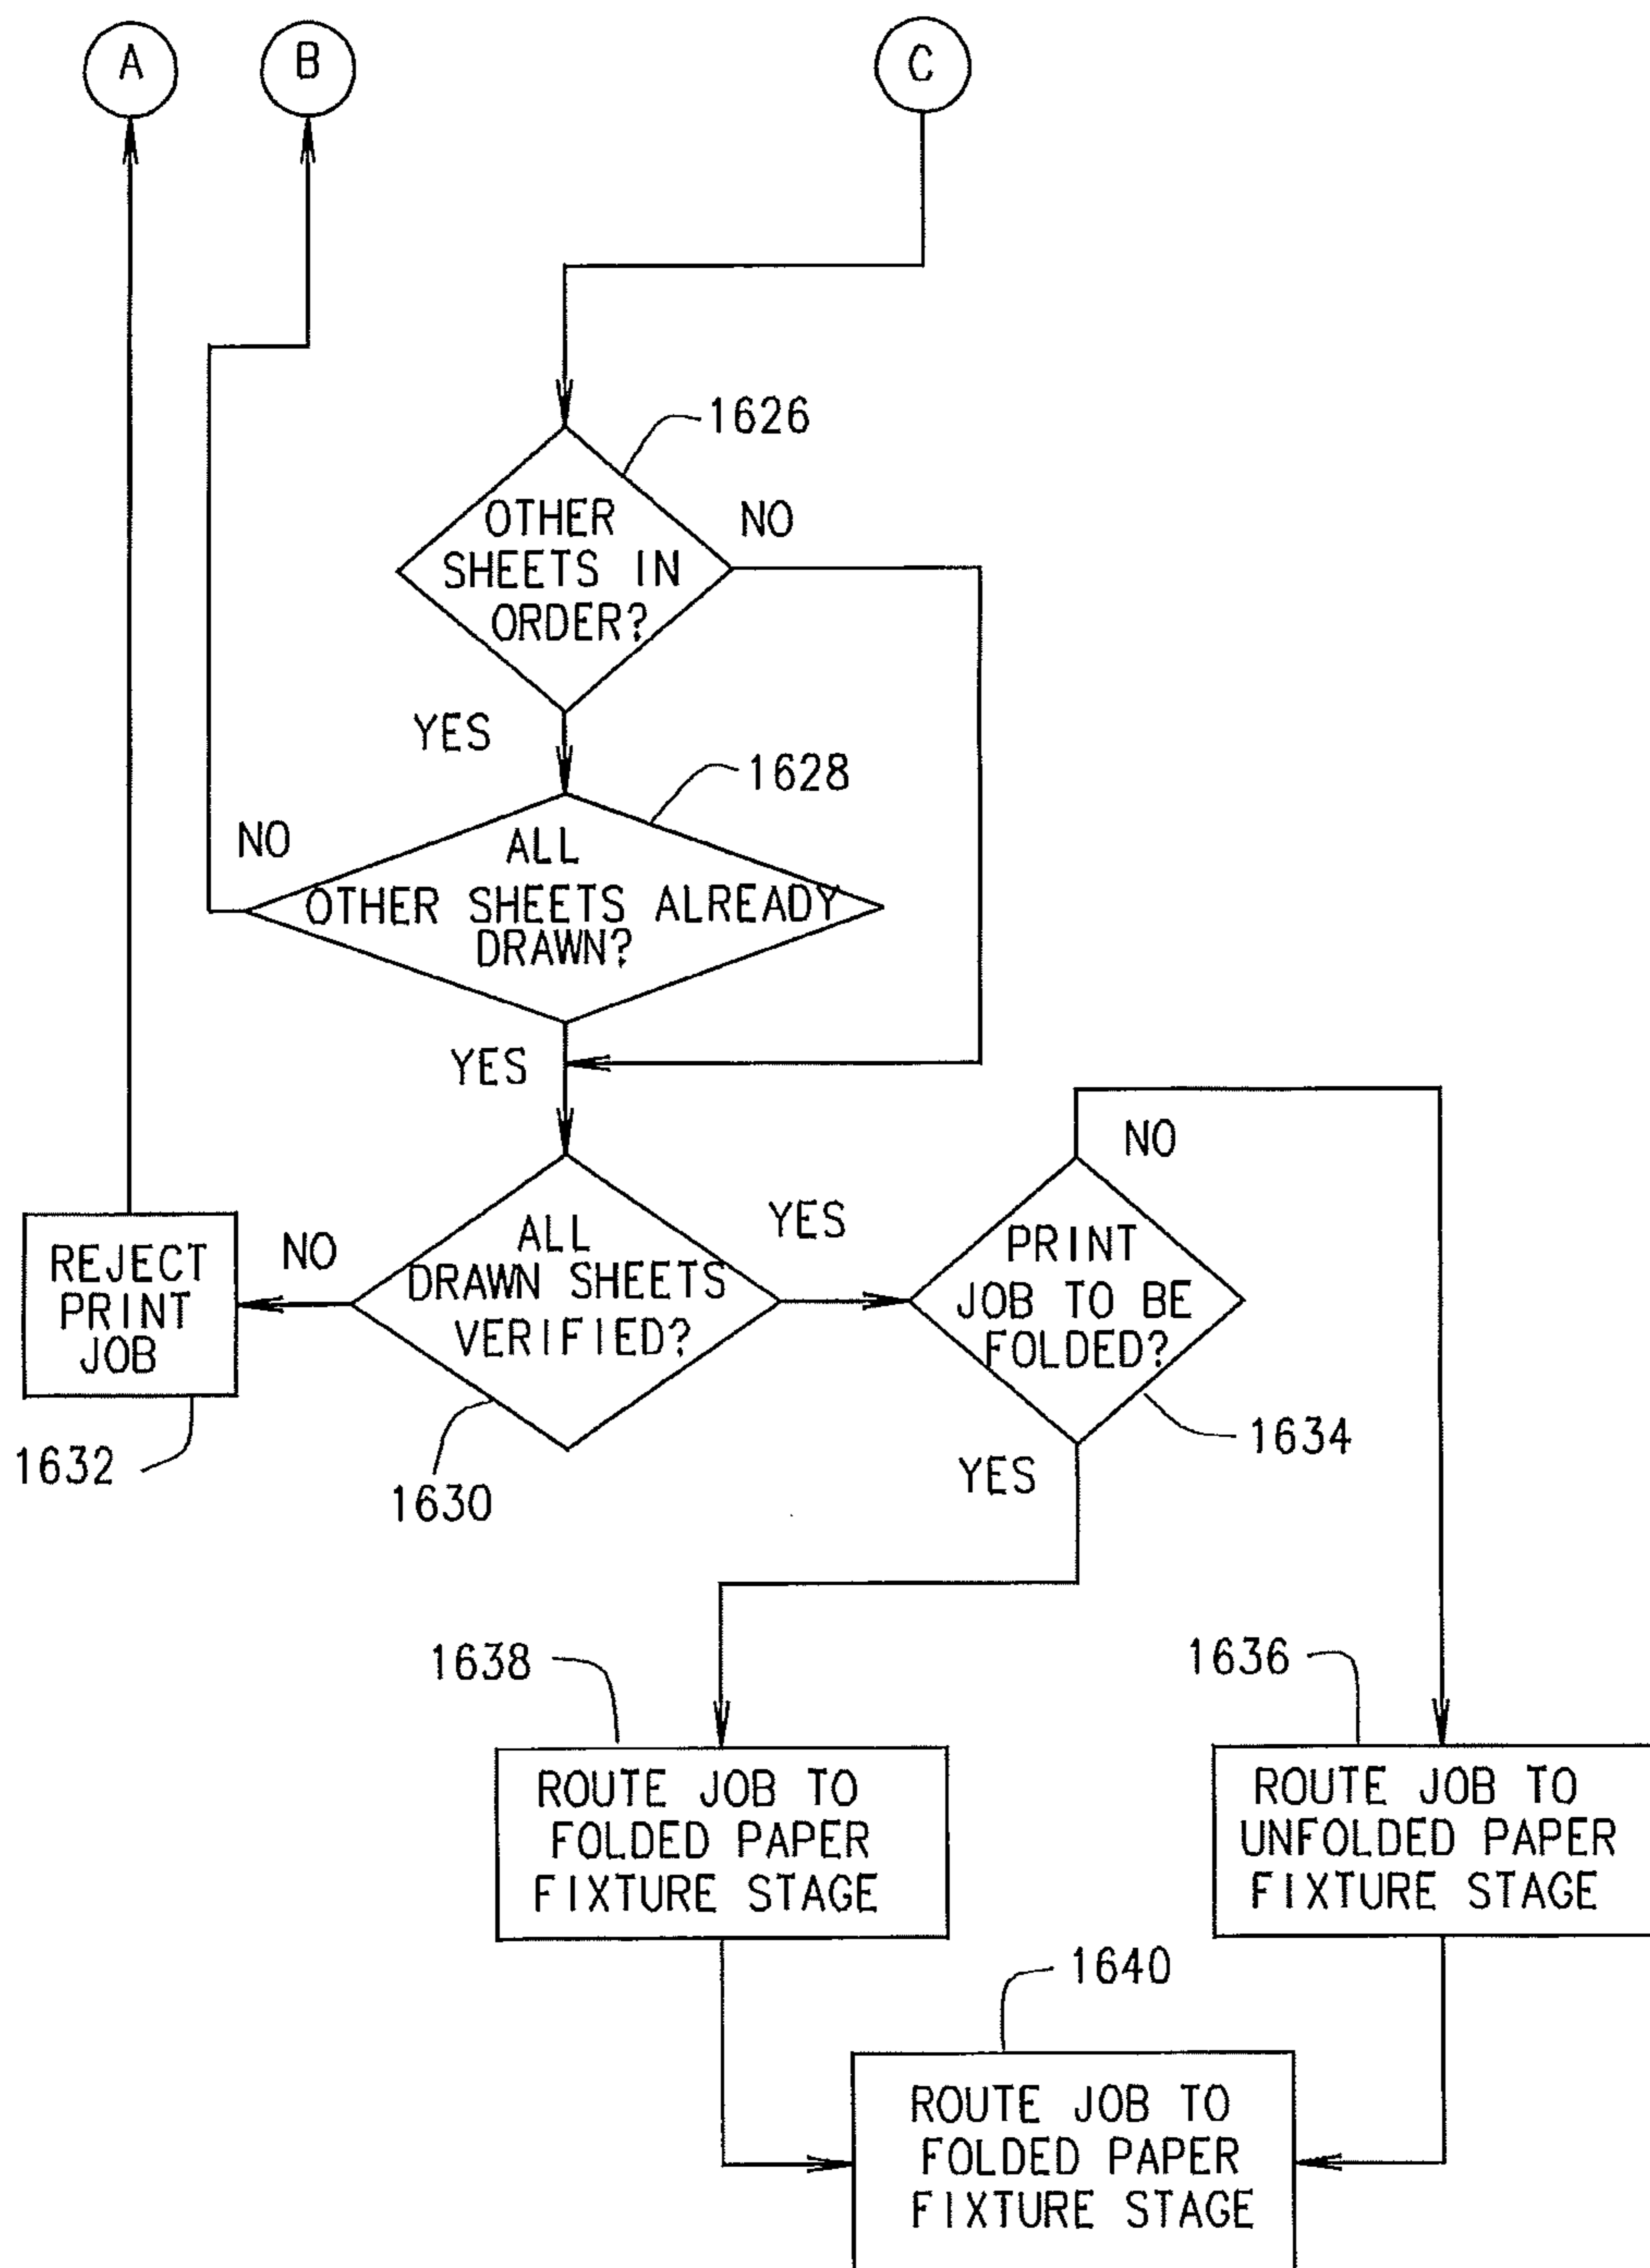 A
B
C
1626
OTHER
SHEETS IN
ORDER?
NO
YES
1628
NO
ALL
OTHER SHEETS ALREADY
DRAWN?
YES
NO
REJECT
PRINT
JOB
1632
NO
ALL
DRAWN SHEETS
VERIFIED?
1630
YES
PRINT
JOB TO BE
FOLDED?
1634
YES
1638
1636
ROUTE JOB TO
FOLDED PAPER
FIXTURE STAGE
ROUTE JOB TO
UNFOLDED PAPER
FIXTURE STAGE
1640
ROUTE JOB TO
FOLDED PAPER
FIXTURE STAGE